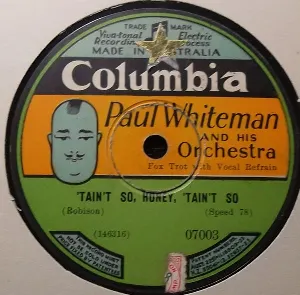 TRADE MARK
Viva-tonal Electric
Recording Process
MADE IN AUSTRALIA
Columbia
Paul Whiteman
AND HIS
Orchestra
Fox Trot with Vocal Refrain
'TAIN'T SO, HONEY, 'TAIN'T SO
(Robison) (Speed 78)
(146316) 07003